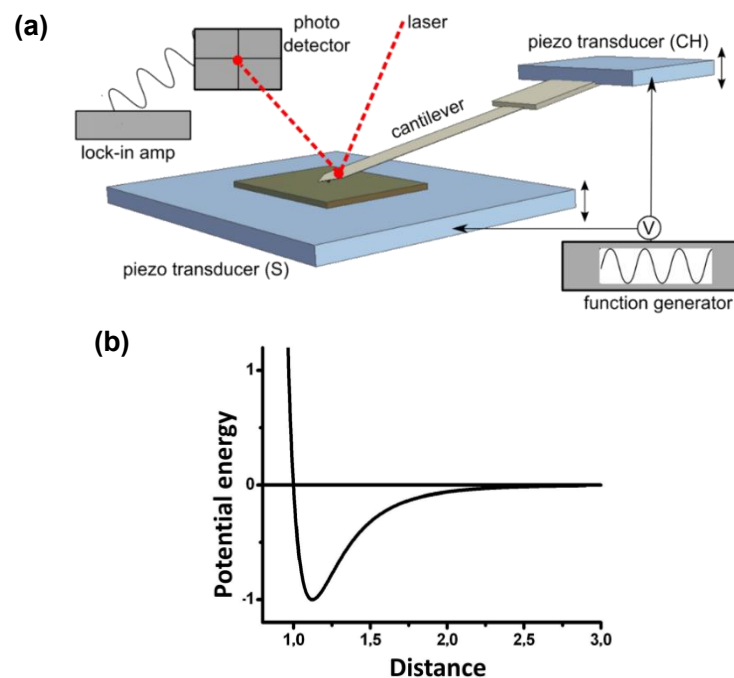 (a)
photo
detector
laser
piezo transducer (CH)
cantilever
lock-in amp
piezo transducer (S)
V
function generator
(b)
Potential energy
1
0
-1
1,0 1,5 2,0 2,5 3,0
Distance